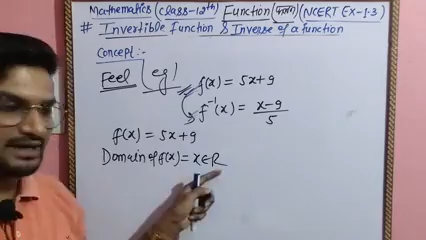 Mathematics (Class-12th) Function (फलन) (NCERT EX-1.3)
# Invertible Function & Inverse of a function
Concept:-
Feel eg! f(x) = 5x+9
f⁻¹(x) = x-9/5
f(x) = 5x+9
Domain of f(x) = x∈R